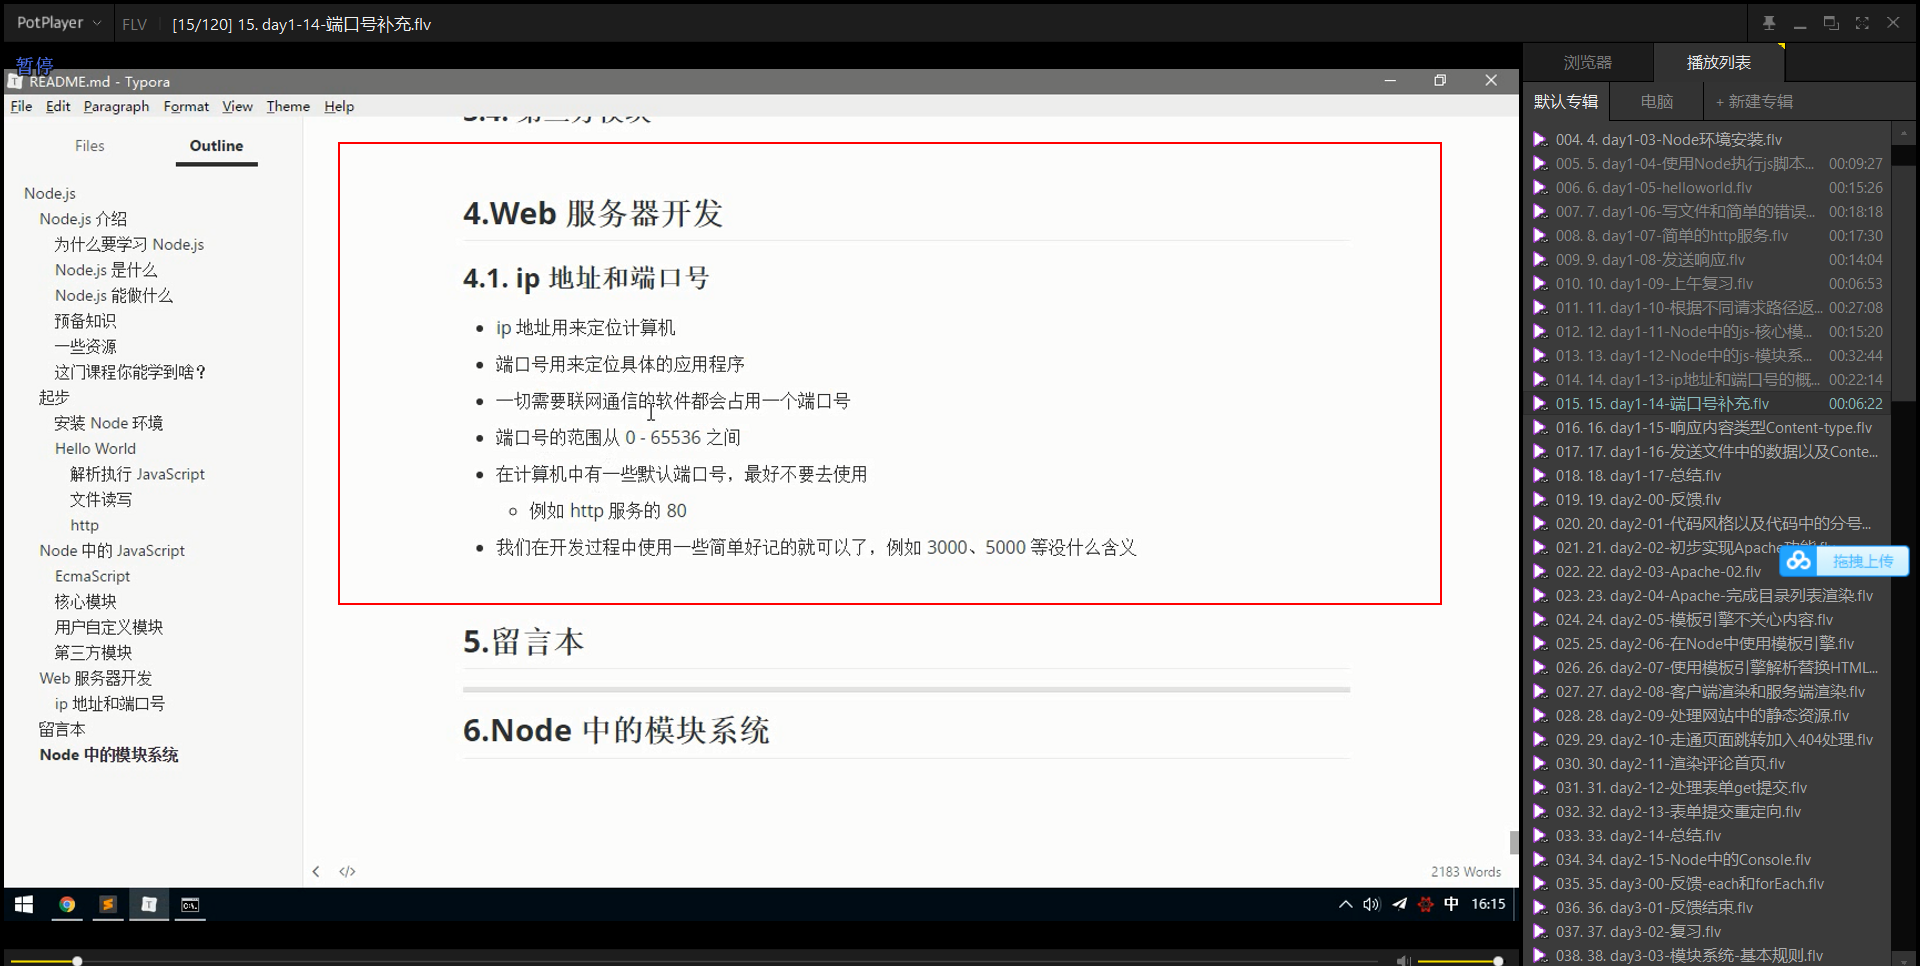 PotPlayer
FLV
[15/120] 15. day1-14-端口号补充.flv
暂停
README.md - Typora
File Edit Paragraph Format View Theme Help
Files
Outline
Node.js
Node.js 介绍
为什么要学习 Node.js
Node.js 是什么
Node.js 能做什么
预备知识
一些资源
这门课程你能学到啥?
起步
安装 Node 环境
Hello World
解析执行 JavaScript
文件读写
http
Node 中的 JavaScript
EcmaScript
核心模块
用户自定义模块
第三方模块
Web 服务器开发
ip 地址和端口号
留言本
Node 中的模块系统
3.4. 第三方模块
4.Web 服务器开发
4.1. ip 地址和端口号
ip 地址用来定位计算机
端口号用来定位具体的应用程序
一切需要联网通信的软件都会占用一个端口号
端口号的范围从 0 - 65536 之间
在计算机中有一些默认端口号，最好不要去使用
例如 http 服务的 80
我们在开发过程中使用一些简单好记的就可以了，例如 3000、5000 等没什么含义
5.留言本
6.Node 中的模块系统
</>
2183 Words
中
16:15
浏览器
播放列表
默认专辑
电脑
+ 新建专辑
004. 4. day1-03-Node环境安装.flv
005. 5. day1-04-使用Node执行js脚本... 00:09:27
006. 6. day1-05-helloworld.flv 00:15:26
007. 7. day1-06-写文件和简单的错误... 00:18:18
008. 8. day1-07-简单的http服务.flv 00:17:30
009. 9. day1-08-发送响应.flv 00:14:04
010. 10. day1-09-上午复习.flv 00:06:53
011. 11. day1-10-根据不同请求路径返... 00:27:08
012. 12. day1-11-Node中的js-核心模... 00:15:20
013. 13. day1-12-Node中的js-模块系... 00:32:44
014. 14. day1-13-ip地址和端口号的概... 00:22:14
015. 15. day1-14-端口号补充.flv 00:06:22
016. 16. day1-15-响应内容类型Content-type.flv
017. 17. day1-16-发送文件中的数据以及Conte...
018. 18. day1-17-总结.flv
019. 19. day2-00-反馈.flv
020. 20. day2-01-代码风格以及代码中的分号...
021. 21. day2-02-初步实现Apache功能.flv
拖拽上传
022. 22. day2-03-Apache-02.flv
023. 23. day2-04-Apache-完成目录列表渲染.flv
024. 24. day2-05-模板引擎不关心内容.flv
025. 25. day2-06-在Node中使用模板引擎.flv
026. 26. day2-07-使用模板引擎解析替换HTML...
027. 27. day2-08-客户端渲染和服务端渲染.flv
028. 28. day2-09-处理网站中的静态资源.flv
029. 29. day2-10-走通页面跳转加入404处理.flv
030. 30. day2-11-渲染评论首页.flv
031. 31. day2-12-处理表单get提交.flv
032. 32. day2-13-表单提交重定向.flv
033. 33. day2-14-总结.flv
034. 34. day2-15-Node中的Console.flv
035. 35. day3-00-反馈-each和forEach.flv
036. 36. day3-01-反馈结束.flv
037. 37. day3-02-复习.flv
038. 38. day3-03-模块系统-基本规则.flv